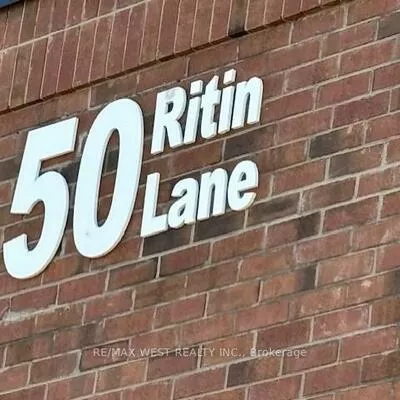 50 Ritin
Lane
RE/MAX WEST REALTY INC., Brokerage